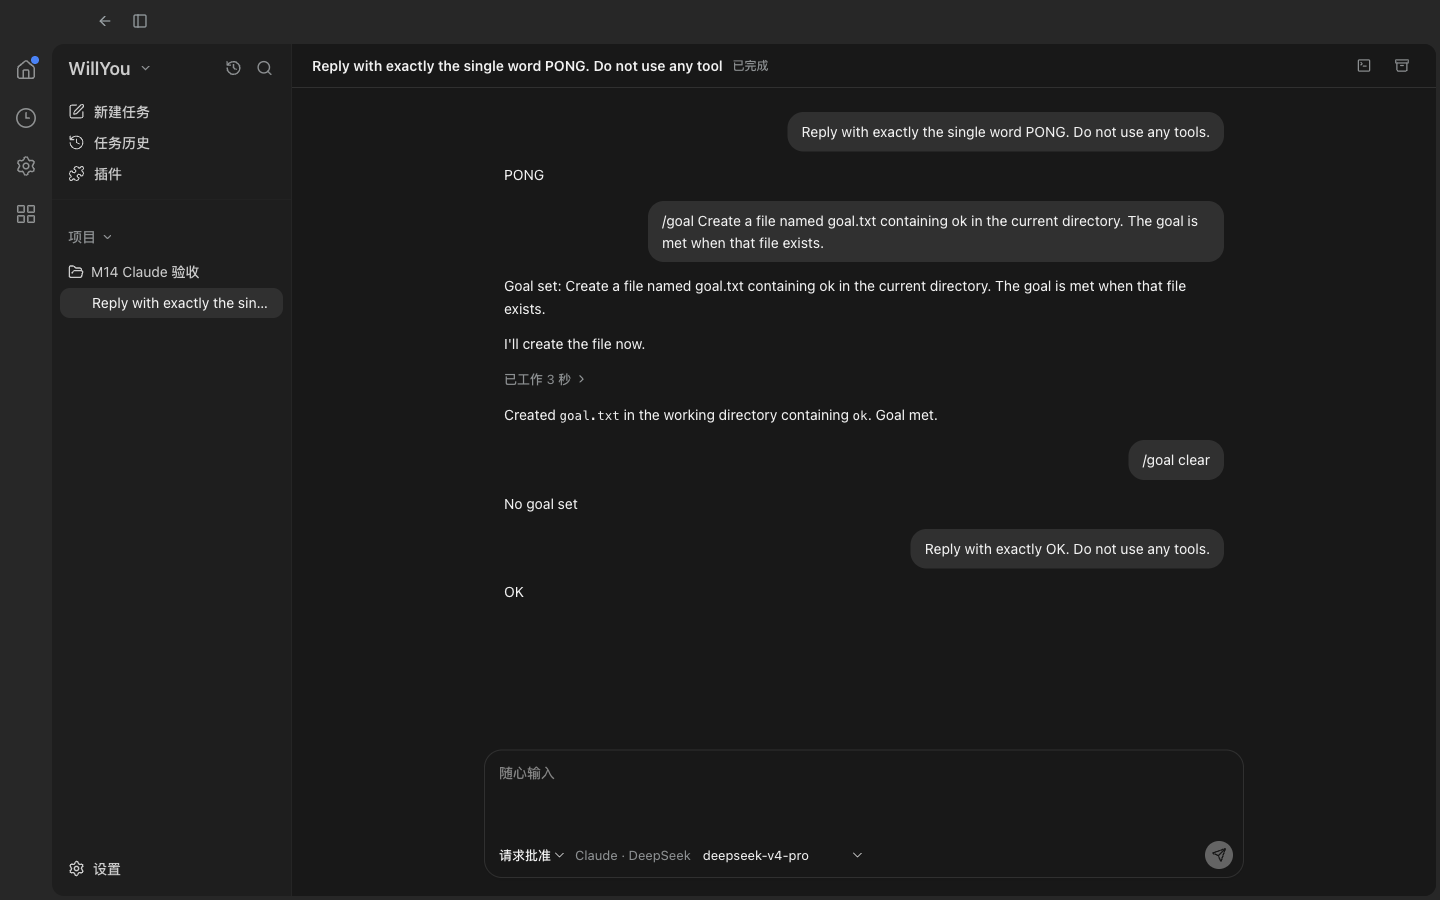 WillYou
新建任务
任务历史
插件
项目
M14 Claude 验收
Reply with exactly the sin...
设置
Reply with exactly the single word PONG. Do not use any tool 已完成
Reply with exactly the single word PONG. Do not use any tools.
PONG
/goal Create a file named goal.txt containing ok in the current directory. The goal is
met when that file exists.
Goal set: Create a file named goal.txt containing ok in the current directory. The goal is met when that file
exists.
I'll create the file now.
已工作 3 秒
Created goal.txt in the working directory containing ok. Goal met.
/goal clear
No goal set
Reply with exactly OK. Do not use any tools.
OK
随心输入
请求批准 Claude · DeepSeek deepseek-v4-pro